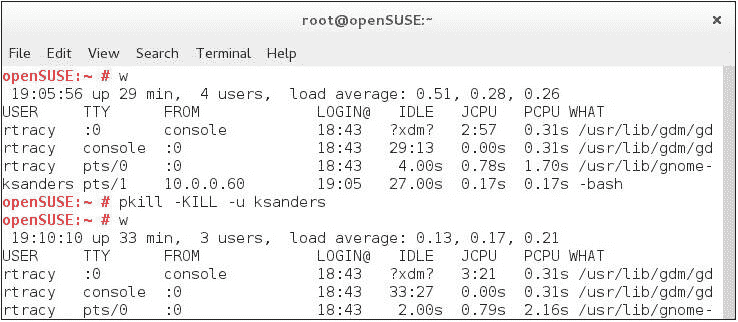 root@openSUSE:~ ×
File Edit View Search Terminal Help
openSUSE:~ # w
 19:05:56 up 29 min,  4 users,  load average: 0.51, 0.28, 0.26
USER     TTY      FROM             LOGIN@   IDLE   JCPU   PCPU WHAT
rtracy   :0       console          18:43   ?xdm?   2:57   0.31s /usr/lib/gdm/gd
rtracy   console  :0               18:43   29:13   0.00s  0.31s /usr/lib/gdm/gd
rtracy   pts/0    :0               18:43    4.00s  0.78s  1.70s /usr/lib/gnome-
ksanders pts/1    10.0.0.60        19:05   27.00s  0.17s  0.17s -bash
openSUSE:~ # pkill -KILL -u ksanders
openSUSE:~ # w
 19:10:10 up 33 min,  3 users,  load average: 0.13, 0.17, 0.21
USER     TTY      FROM             LOGIN@   IDLE   JCPU   PCPU WHAT
rtracy   :0       console          18:43   ?xdm?   3:21   0.31s /usr/lib/gdm/gd
rtracy   console  :0               18:43   33:27   0.00s  0.31s /usr/lib/gdm/gd
rtracy   pts/0    :0               18:43    2.00s  0.79s  2.16s /usr/lib/gnome-